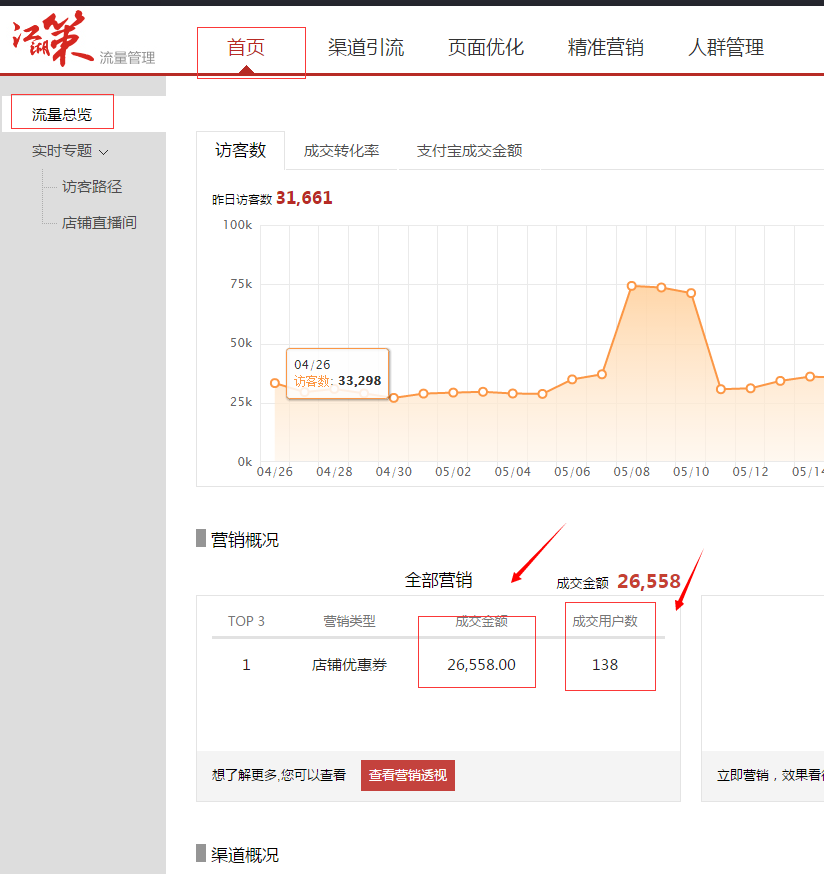 江湖策 流量管理
首页 渠道引流 页面优化 精准营销 人群管理
流量总览
实时专题
访客路径
店铺直播间
访客数 成交转化率 支付宝成交金额
昨日访客数 31,661
100k
75k
50k
25k
0k
04/26
访客数: 33,298
04/26 04/28 04/30 05/02 05/04 05/06 05/08 05/10 05/12 05/14
营销概况
全部营销 成交金额 26,558
TOP 3 营销类型 成交金额 成交用户数
1 店铺优惠券 26,558.00 138
想了解更多,您可以查看 查看营销透视
立即营销，效果看
渠道概况